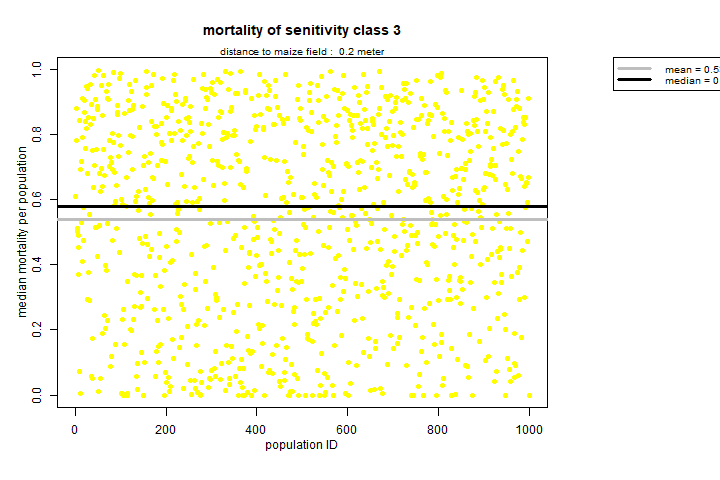 mortality of senitivity class 3
distance to maize field :  0.2 meter
mean = 0.5
median = 0
median mortality per population
1.0
0.8
0.6
0.4
0.2
0.0
0
200
400
600
800
1000
population ID